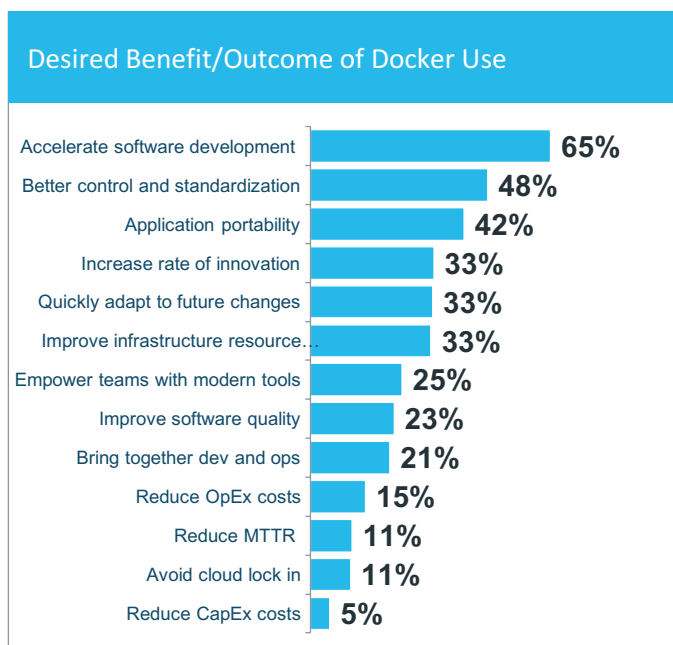 Desired Benefit/Outcome of Docker Use
Accelerate software development 65%
Better control and standardization 48%
Application portability 42%
Increase rate of innovation 33%
Quickly adapt to future changes 33%
Improve infrastructure resource… 33%
Empower teams with modern tools 25%
Improve software quality 23%
Bring together dev and ops 21%
Reduce OpEx costs 15%
Reduce MTTR 11%
Avoid cloud lock in 11%
Reduce CapEx costs 5%